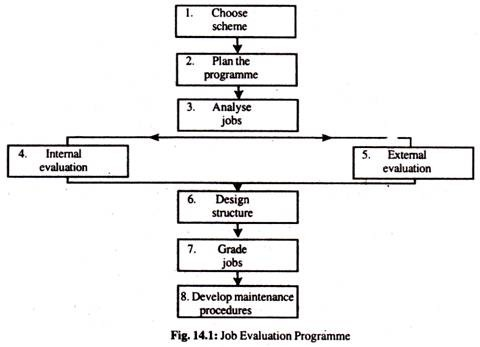 1. Choose
scheme
2. Plan the
programme
3. Analyse
jobs
4. Internal
evaluation
5. External
evaluation
6. Design
structure
7. Grade
jobs
8. Develop maintenance
procedures
Fig. 14.1: Job Evaluation Programme